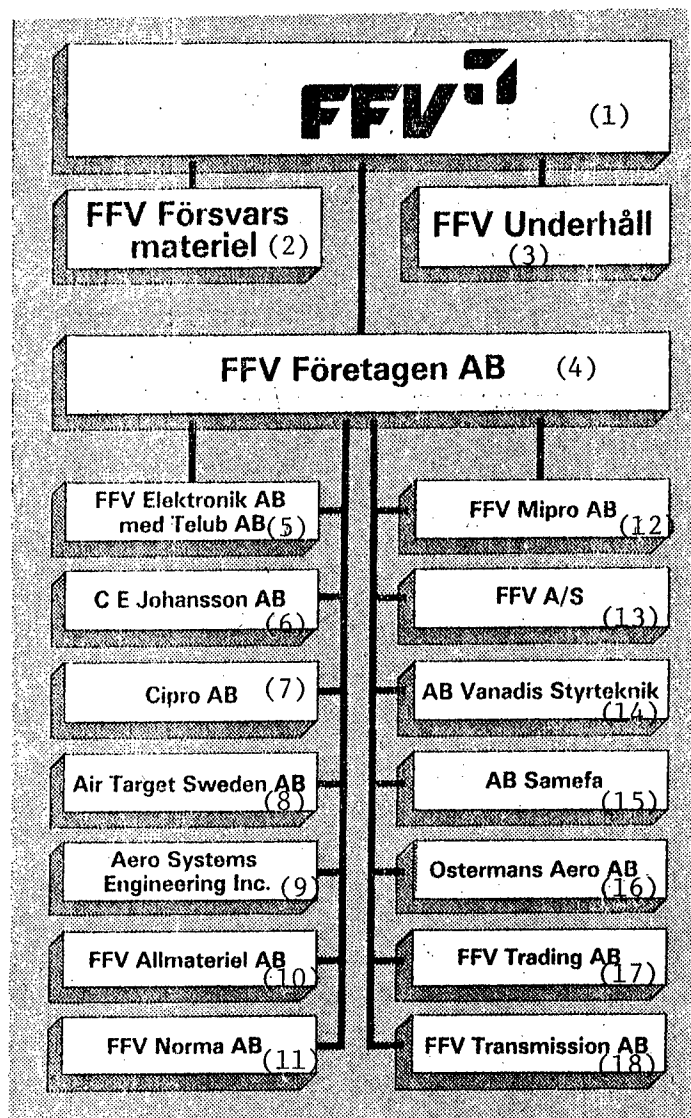 FFV (1)
FFV Försvars
materiel (2)
FFV Underhåll
(3)
FFV Företagen AB (4)
FFV Elektronik AB
med Telub AB (5)
C E Johansson AB
(6)
Cipro AB (7)
Air Target Sweden AB
(8)
Aero Systems
Engineering Inc. (9)
FFV Allmateriel AB
(10)
FFV Norma AB (11)
FFV Mipro AB (12)
FFV A/S
(13)
AB Vanadis Styrteknik
(14)
AB Samefa
(15)
Ostermans Aero AB
(16)
FFV Trading AB
(17)
FFV Transmission AB
(18)